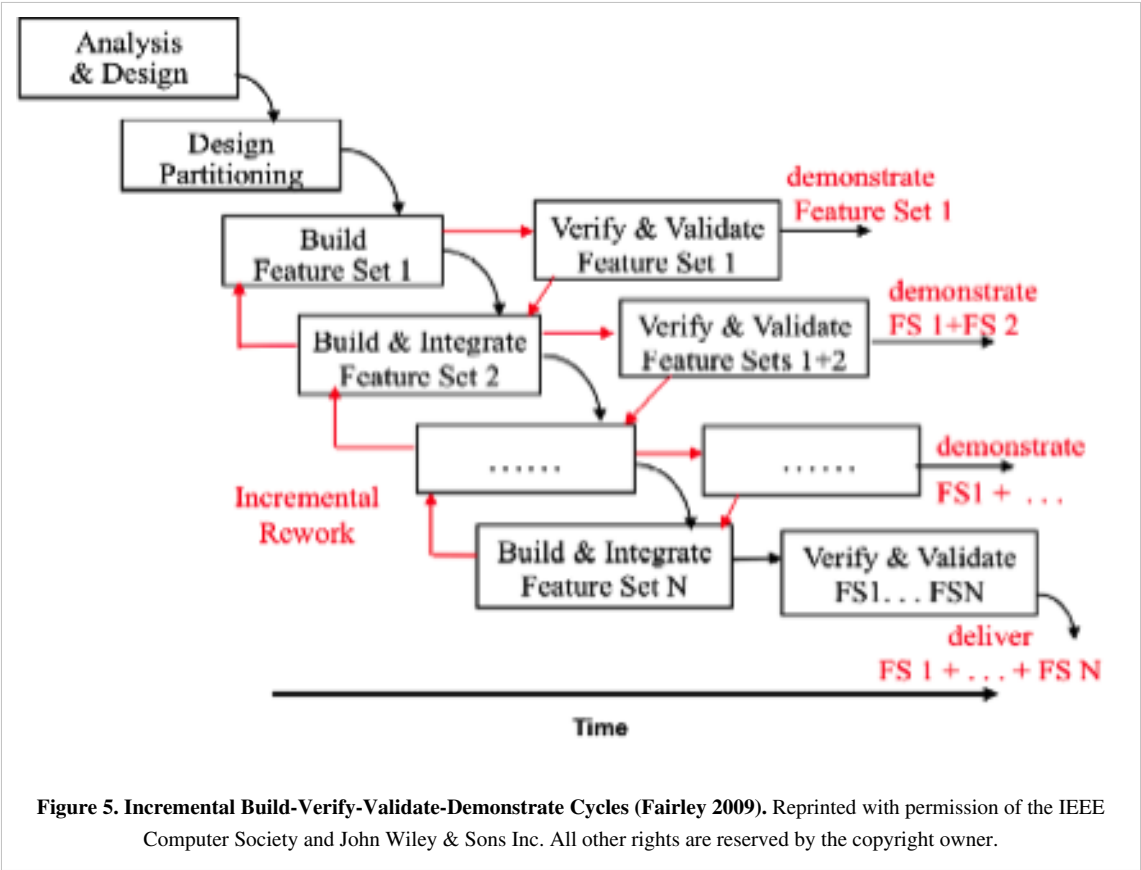 Analysis
& Design
Design
Partitioning
Build
Feature Set 1
Verify & Validate
Feature Set 1
demonstrate
Feature Set 1
Build & Integrate
Feature Set 2
Verify & Validate
Feature Sets 1+2
demonstrate
FS 1+FS 2
......
......
demonstrate
FS1 + ...
Incremental
Rework
Build & Integrate
Feature Set N
Verify & Validate
FS1...FSN
deliver
FS 1 + ... + FS N
Time
Figure 5. Incremental Build-Verify-Validate-Demonstrate Cycles (Fairley 2009). Reprinted with permission of the IEEE
Computer Society and John Wiley & Sons Inc. All other rights are reserved by the copyright owner.